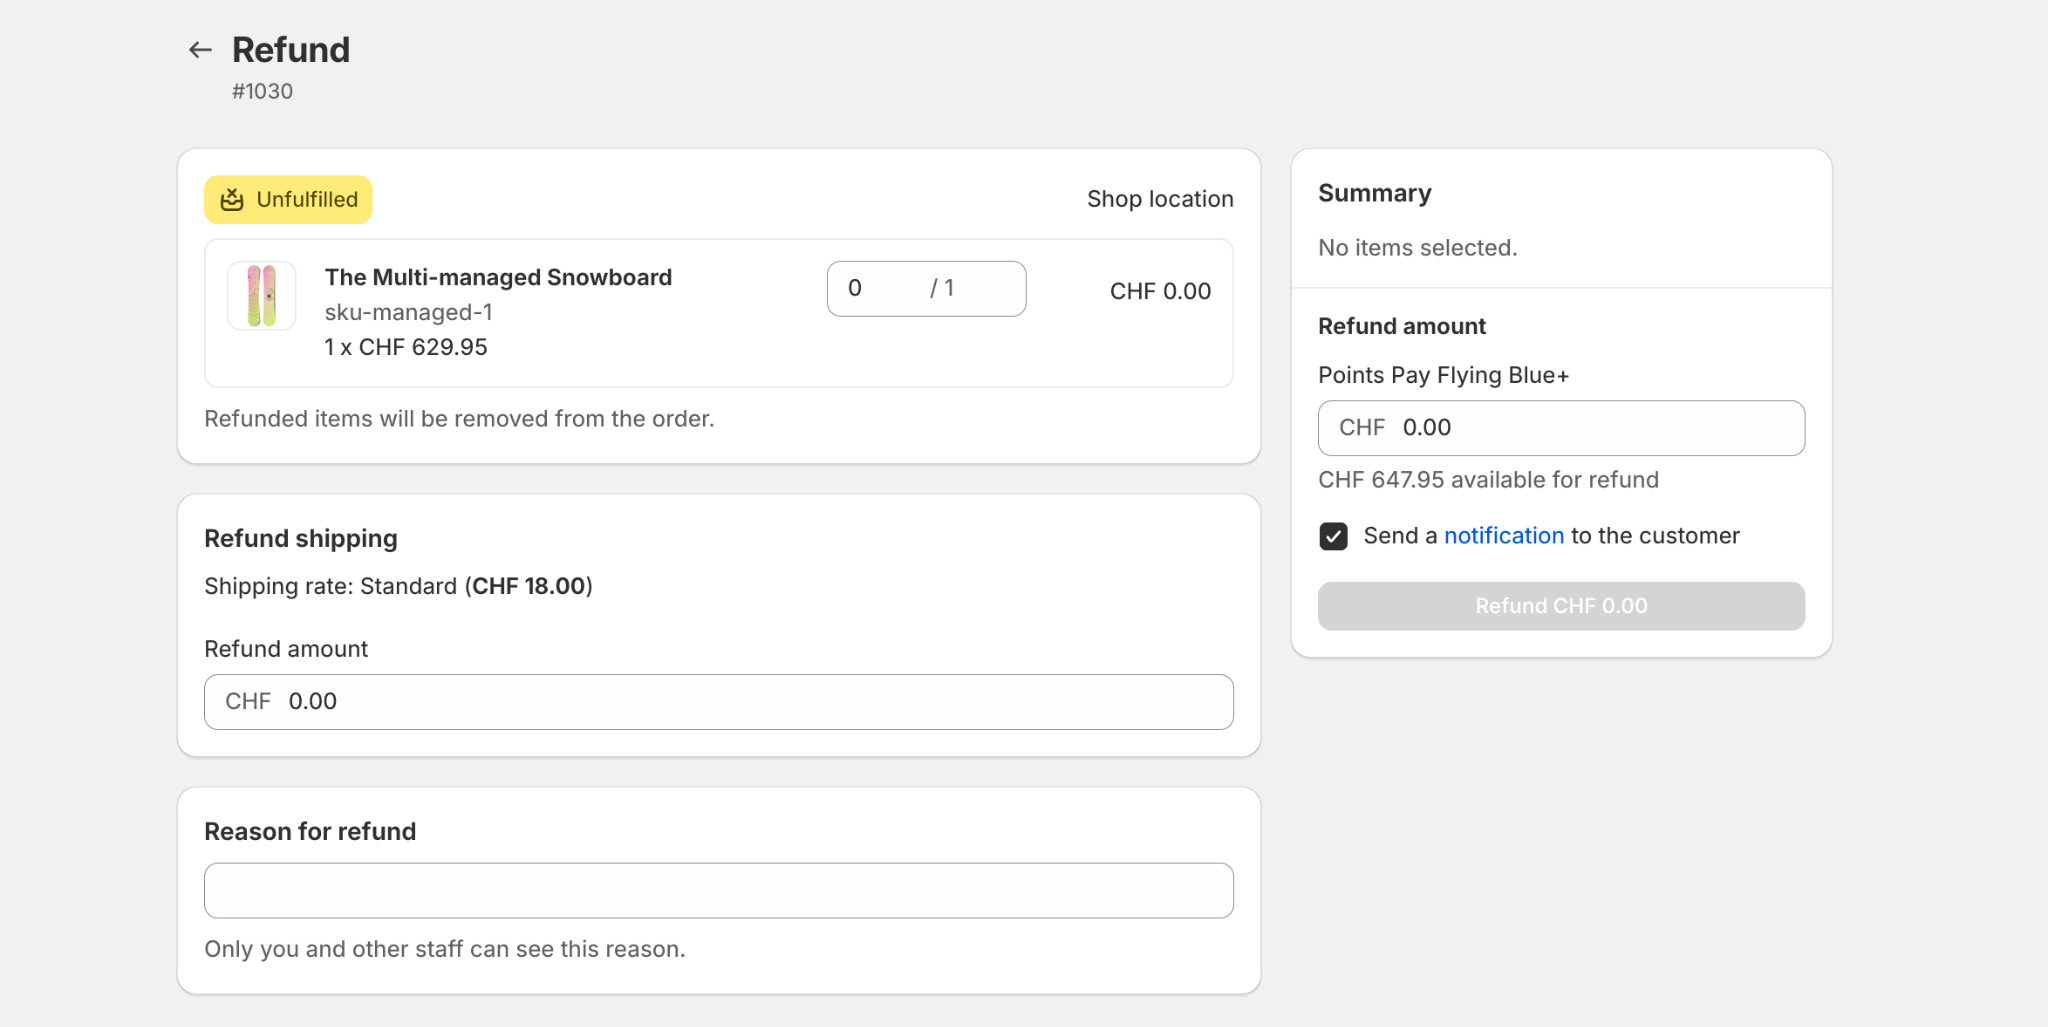 Refund
#1030
Unfulfilled
Shop location
The Multi-managed Snowboard
sku-managed-1
1 x CHF 629.95
0 / 1
CHF 0.00
Refunded items will be removed from the order.
Refund shipping
Shipping rate: Standard (CHF 18.00)
Refund amount
CHF 0.00
Reason for refund
Only you and other staff can see this reason.
Summary
No items selected.
Refund amount
Points Pay Flying Blue+
CHF 0.00
CHF 647.95 available for refund
Send a notification to the customer
Refund CHF 0.00